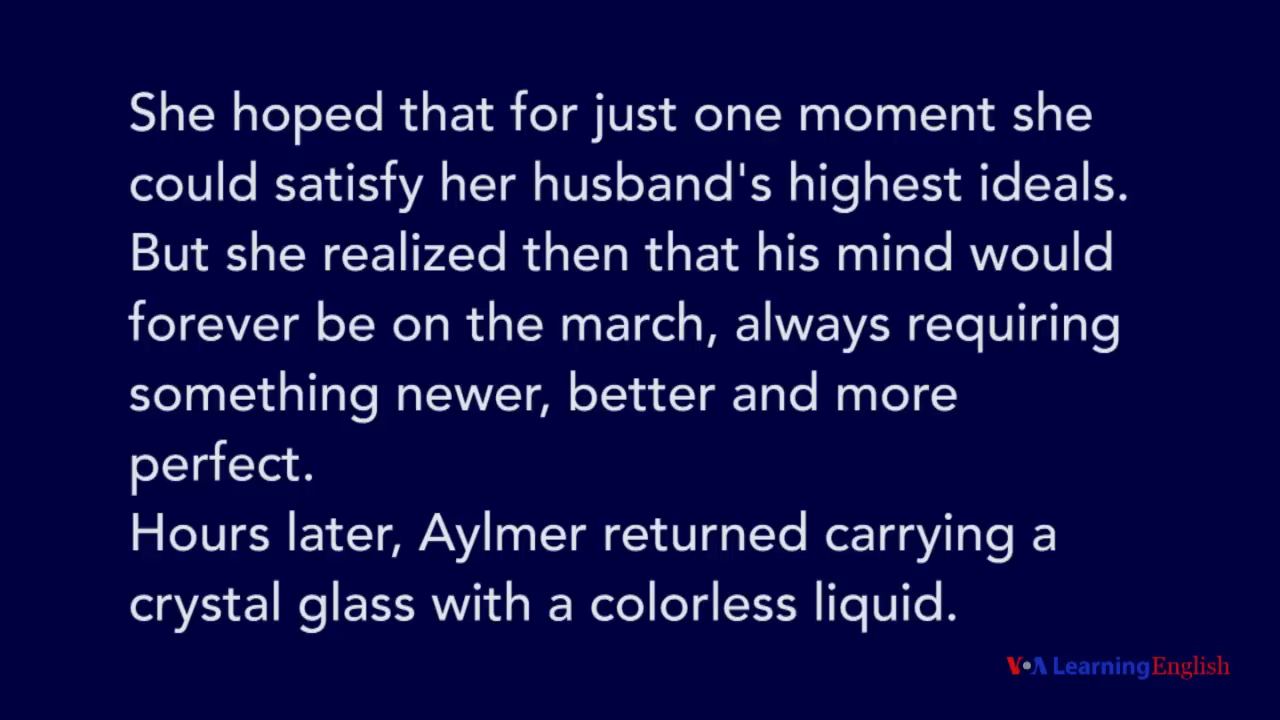 She hoped that for just one moment she
could satisfy her husband's highest ideals.
But she realized then that his mind would
forever be on the march, always requiring
something newer, better and more
perfect.
Hours later, Aylmer returned carrying a
crystal glass with a colorless liquid.
VOA Learning English